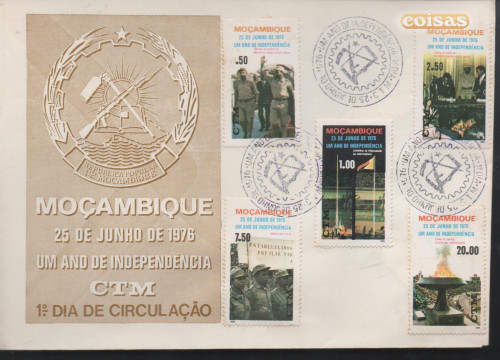 coisas
REPÚBLICA POPULAR
DE MOÇAMBIQUE
MOÇAMBIQUE
25 DE JUNHO DE 1976
UM ANO DE INDEPENDÊNCIA
CTM
1º DIA DE CIRCULAÇÃO
MOÇAMBIQUE
25 DE JUNHO DE 1976
UM ANO DE INDEPENDÊNCIA
.50
25 DE JUNHO DE 1976
UM ANO DE INDEPENDÊNCIA
2.50
MOÇAMBIQUE
25 DE JUNHO DE 1976
UM ANO DE INDEPENDÊNCIA
1.00
MOÇAMBIQUE
25 DE JUNHO DE 1976
UM ANO DE INDEPENDÊNCIA
7.50
MOÇAMBIQUE
25 DE JUNHO DE 1976
UM ANO DE INDEPENDÊNCIA
20.00